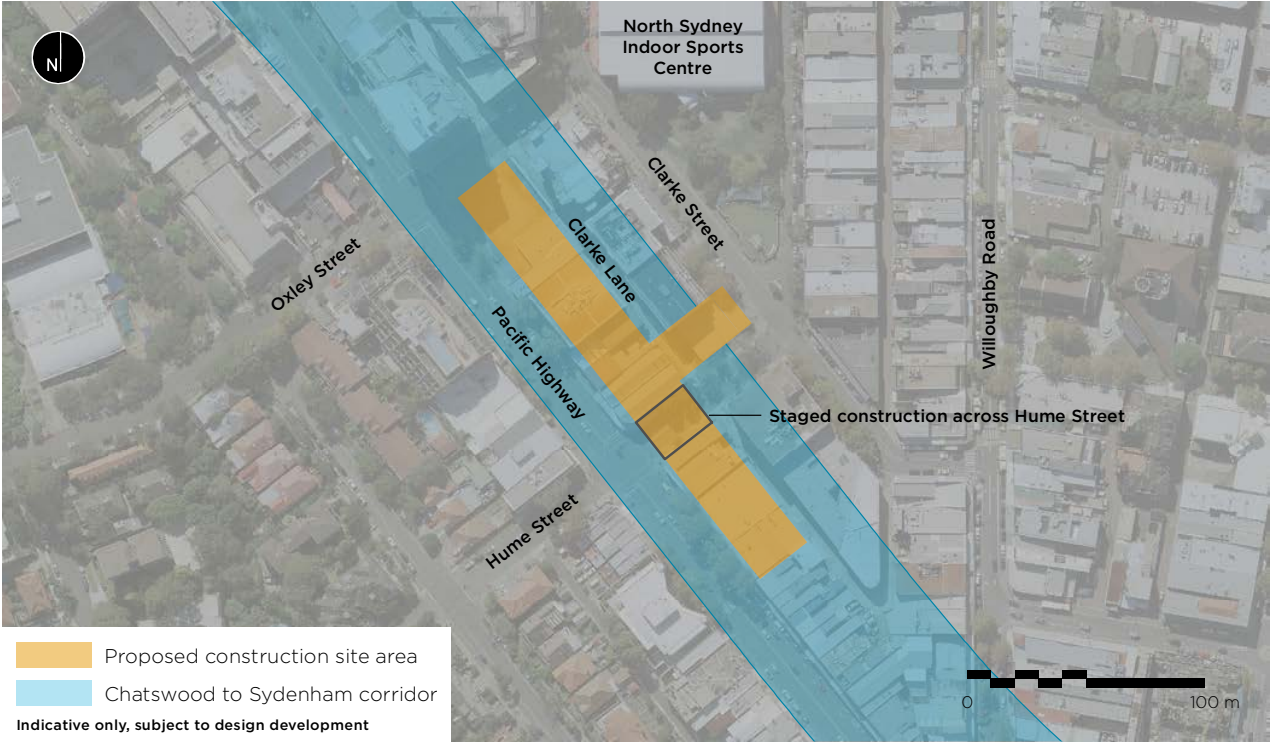 N
North Sydney
Indoor Sports
Centre
Clarke Street
Clarke Lane
Oxley Street
Willoughby Road
Pacific Highway
Staged construction across Hume Street
Hume Street
Proposed construction site area
Chatswood to Sydenham corridor
Indicative only, subject to design development
0
100 m